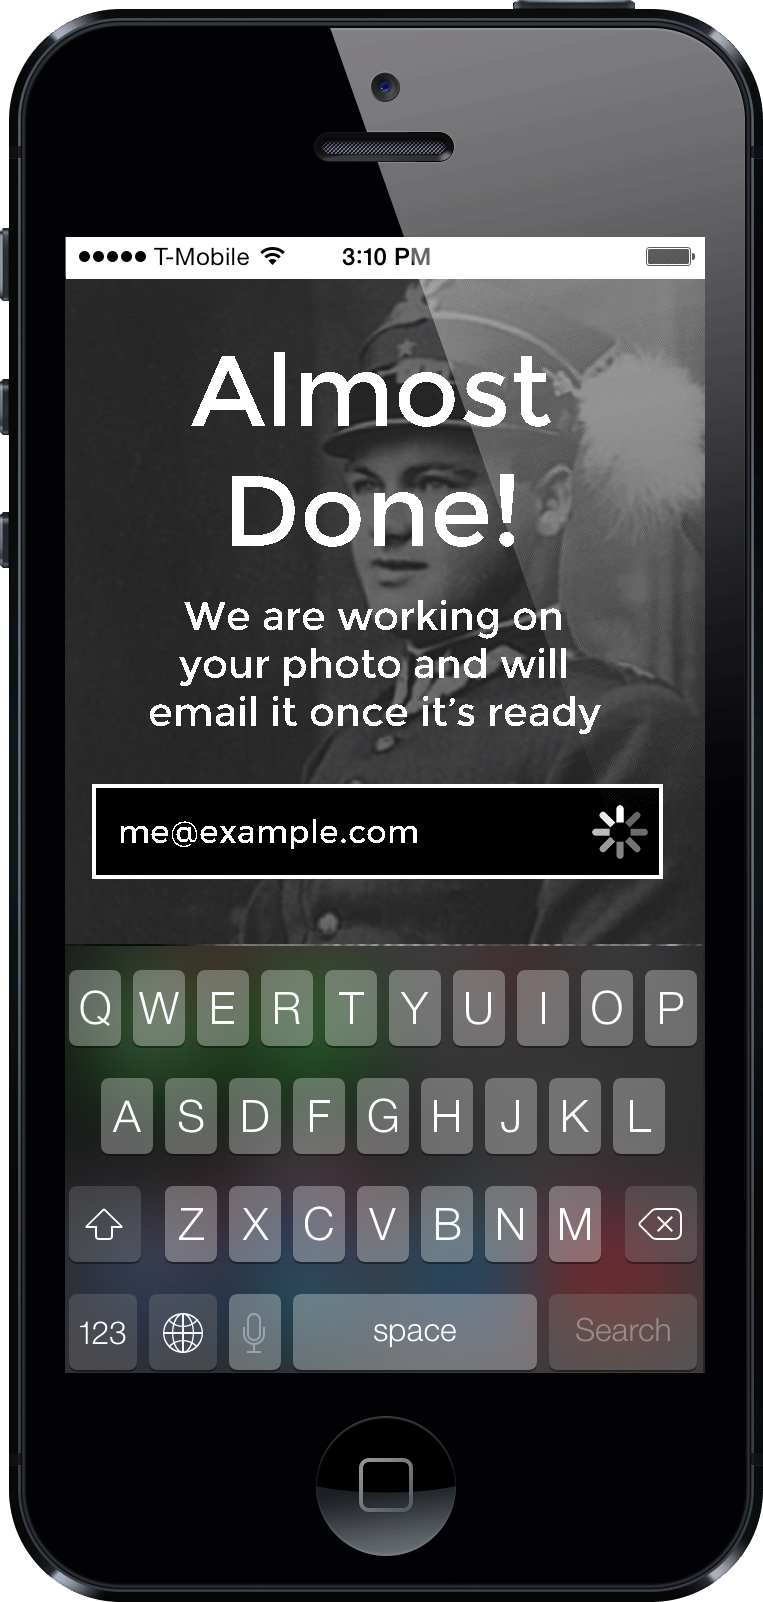 T-Mobile 3:10 PM
Almost
Done!
We are working on
your photo and will
email it once it's ready
me@example.com
Q W E R T Y U I O P
A S D F G H J K L
Z X C V B N M
123 space Search